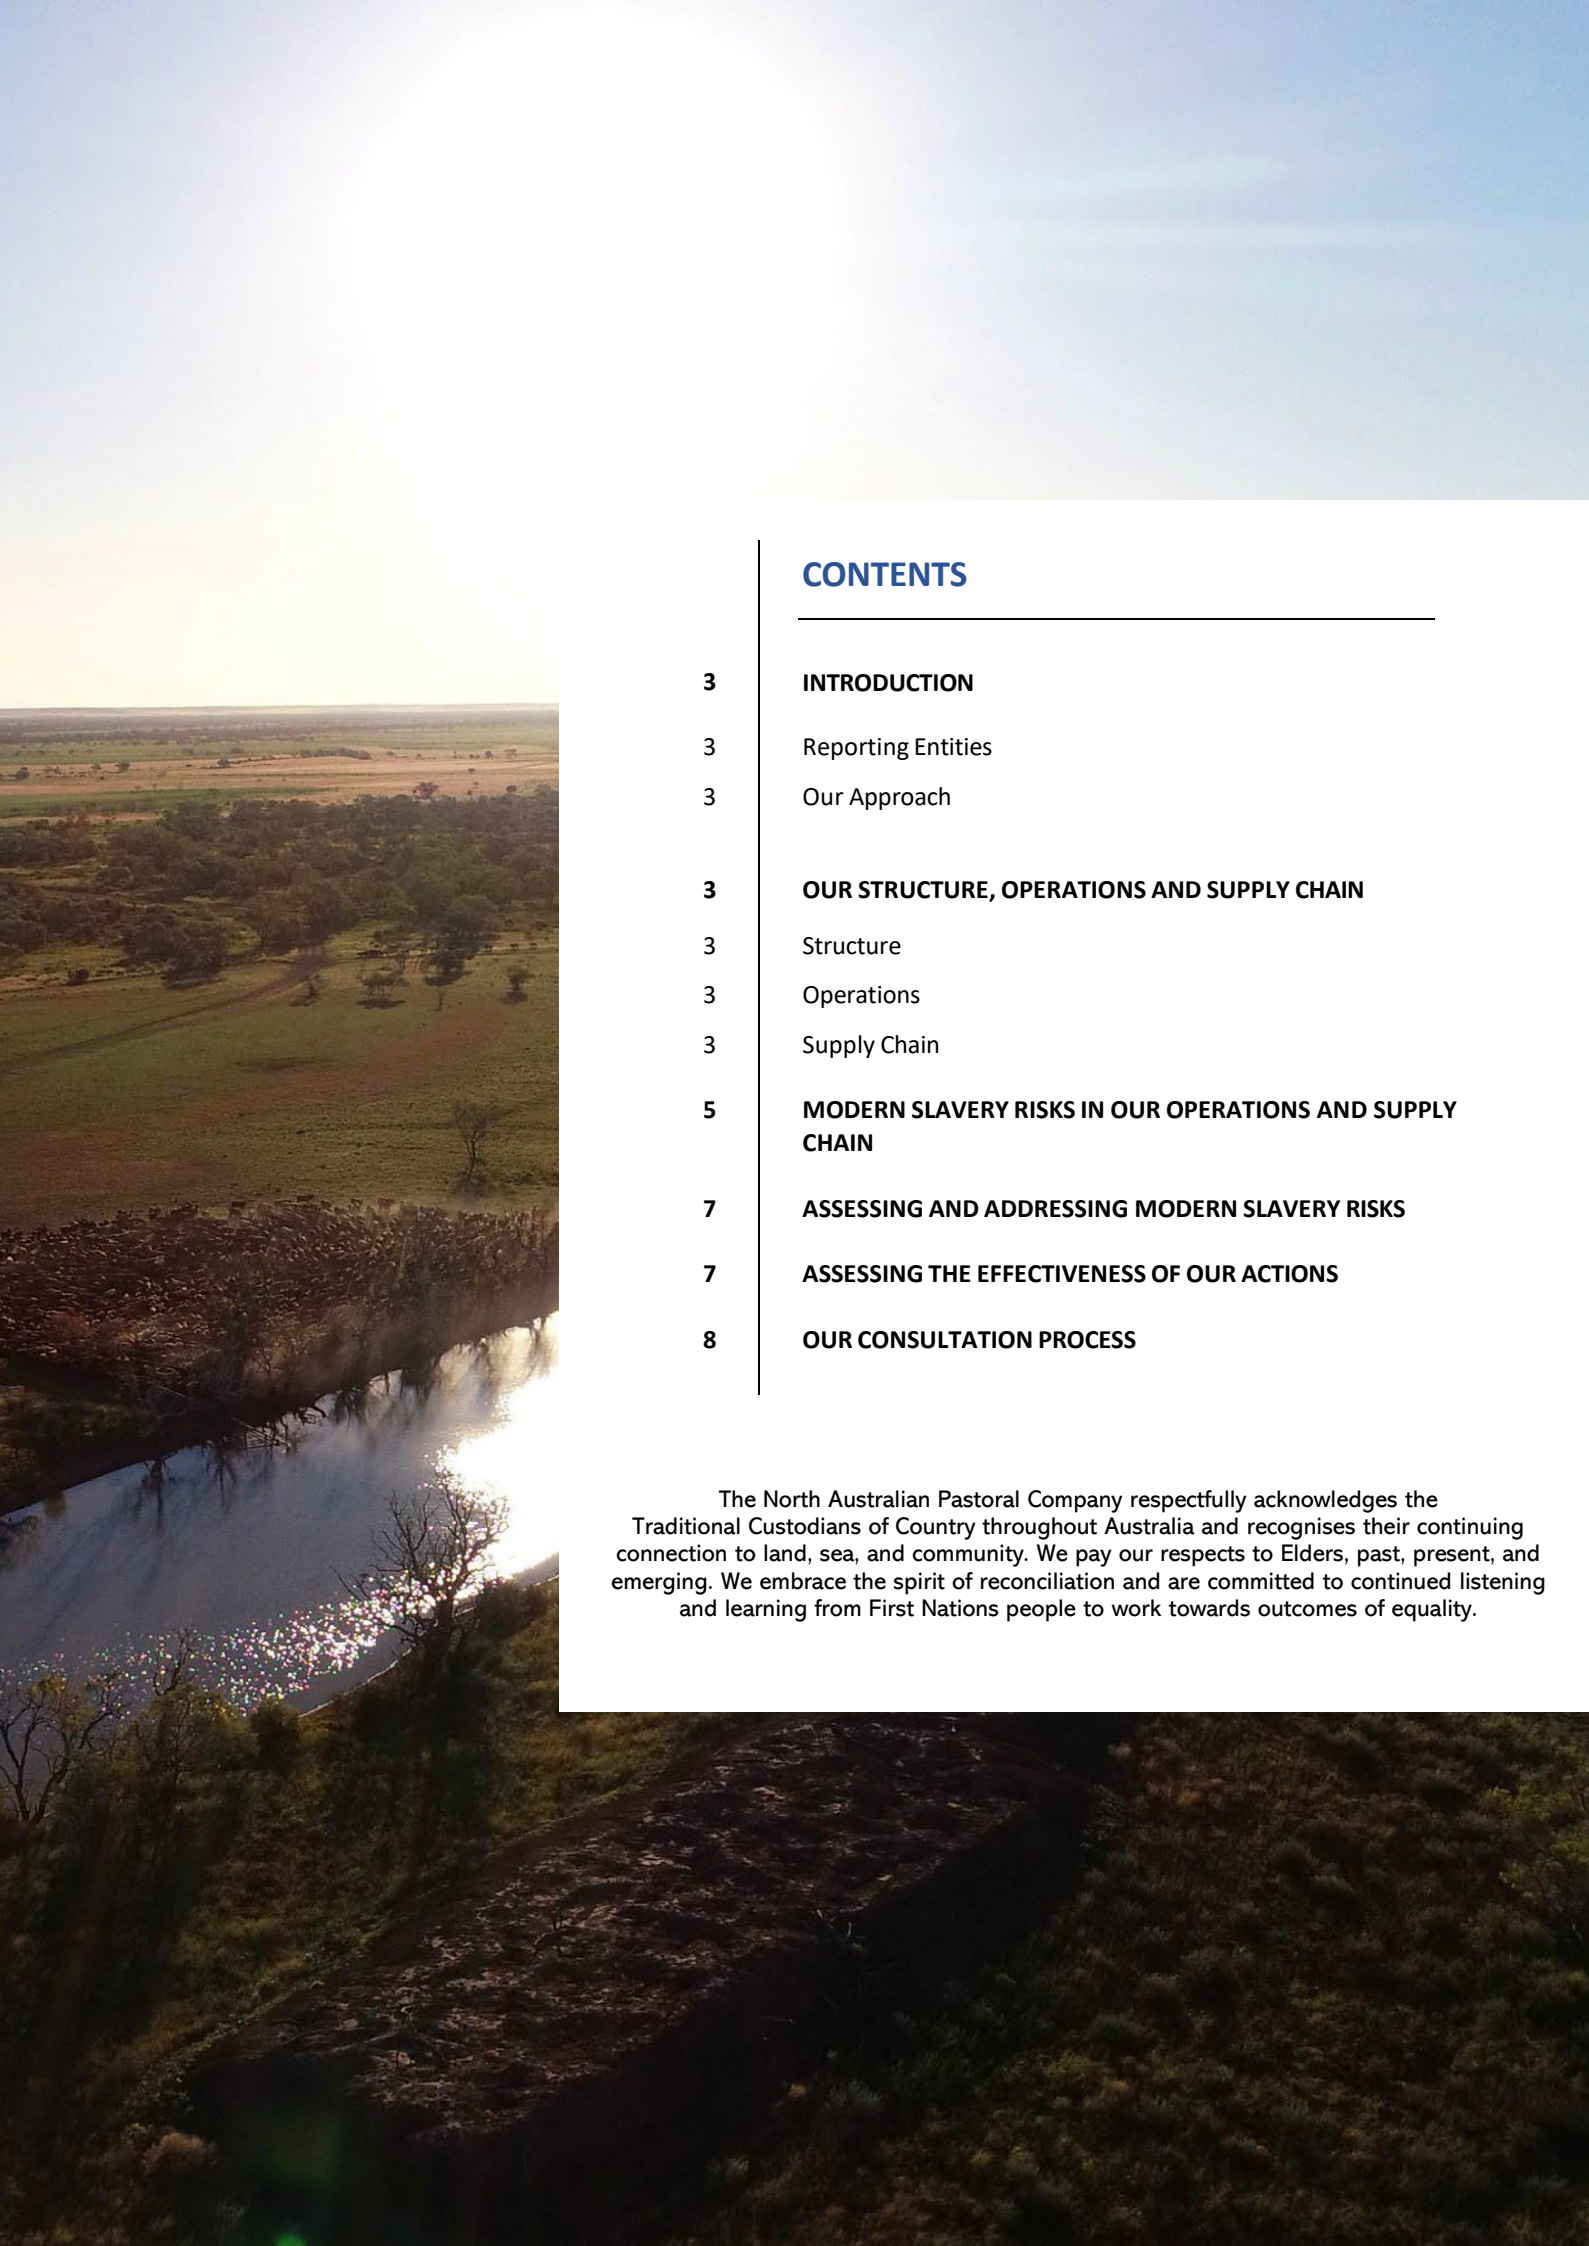 CONTENTS
3 INTRODUCTION
3 Reporting Entities
3 Our Approach
3 OUR STRUCTURE, OPERATIONS AND SUPPLY CHAIN
3 Structure
3 Operations
3 Supply Chain
5 MODERN SLAVERY RISKS IN OUR OPERATIONS AND SUPPLY
CHAIN
7 ASSESSING AND ADDRESSING MODERN SLAVERY RISKS
7 ASSESSING THE EFFECTIVENESS OF OUR ACTIONS
8 OUR CONSULTATION PROCESS
The North Australian Pastoral Company respectfully acknowledges the
Traditional Custodians of Country throughout Australia and recognises their continuing
connection to land, sea, and community. We pay our respects to Elders, past, present, and
emerging. We embrace the spirit of reconciliation and are committed to continued listening
and learning from First Nations people to work towards outcomes of equality.